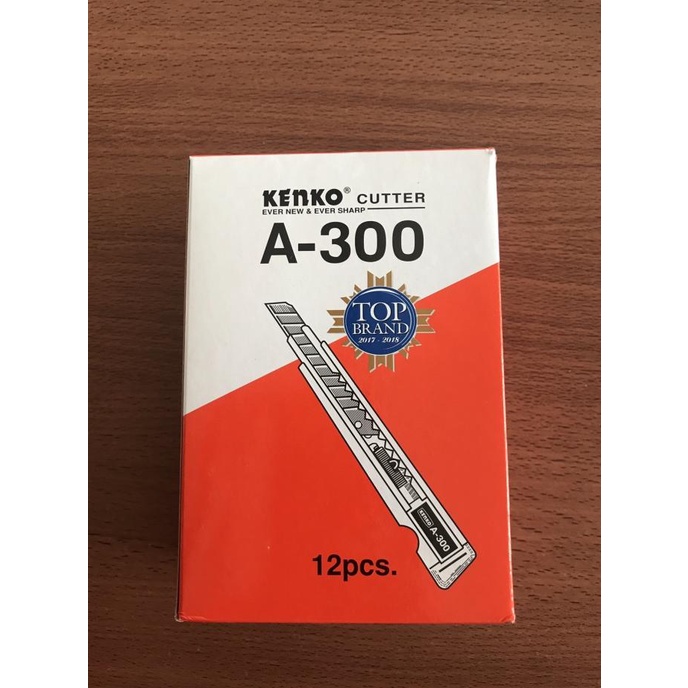 KENKO® CUTTER
EVER NEW & EVER SHARP
A-300
TOP
BRAND
2017 - 2018
KENKO
A-300
12pcs.